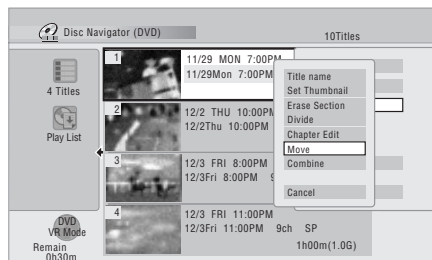 Disc Navigator (DVD)
10Titles
4 Titles
Play List
DVD
VR Mode
Remain
0h30m
1
11/29 MON 7:00PM
11/29Mon 7:00PM
2
12/2 THU 10:00PM
12/2Thu 10:00PM
3
12/3 FRI 8:00PM
12/3Fri 8:00PM
4
12/3 FRI 11:00PM
12/3Fri 11:00PM 9ch SP
1h00m(1.0G)
Title name
Set Thumbnail
Erase Section
Divide
Chapter Edit
Move
Combine
Cancel